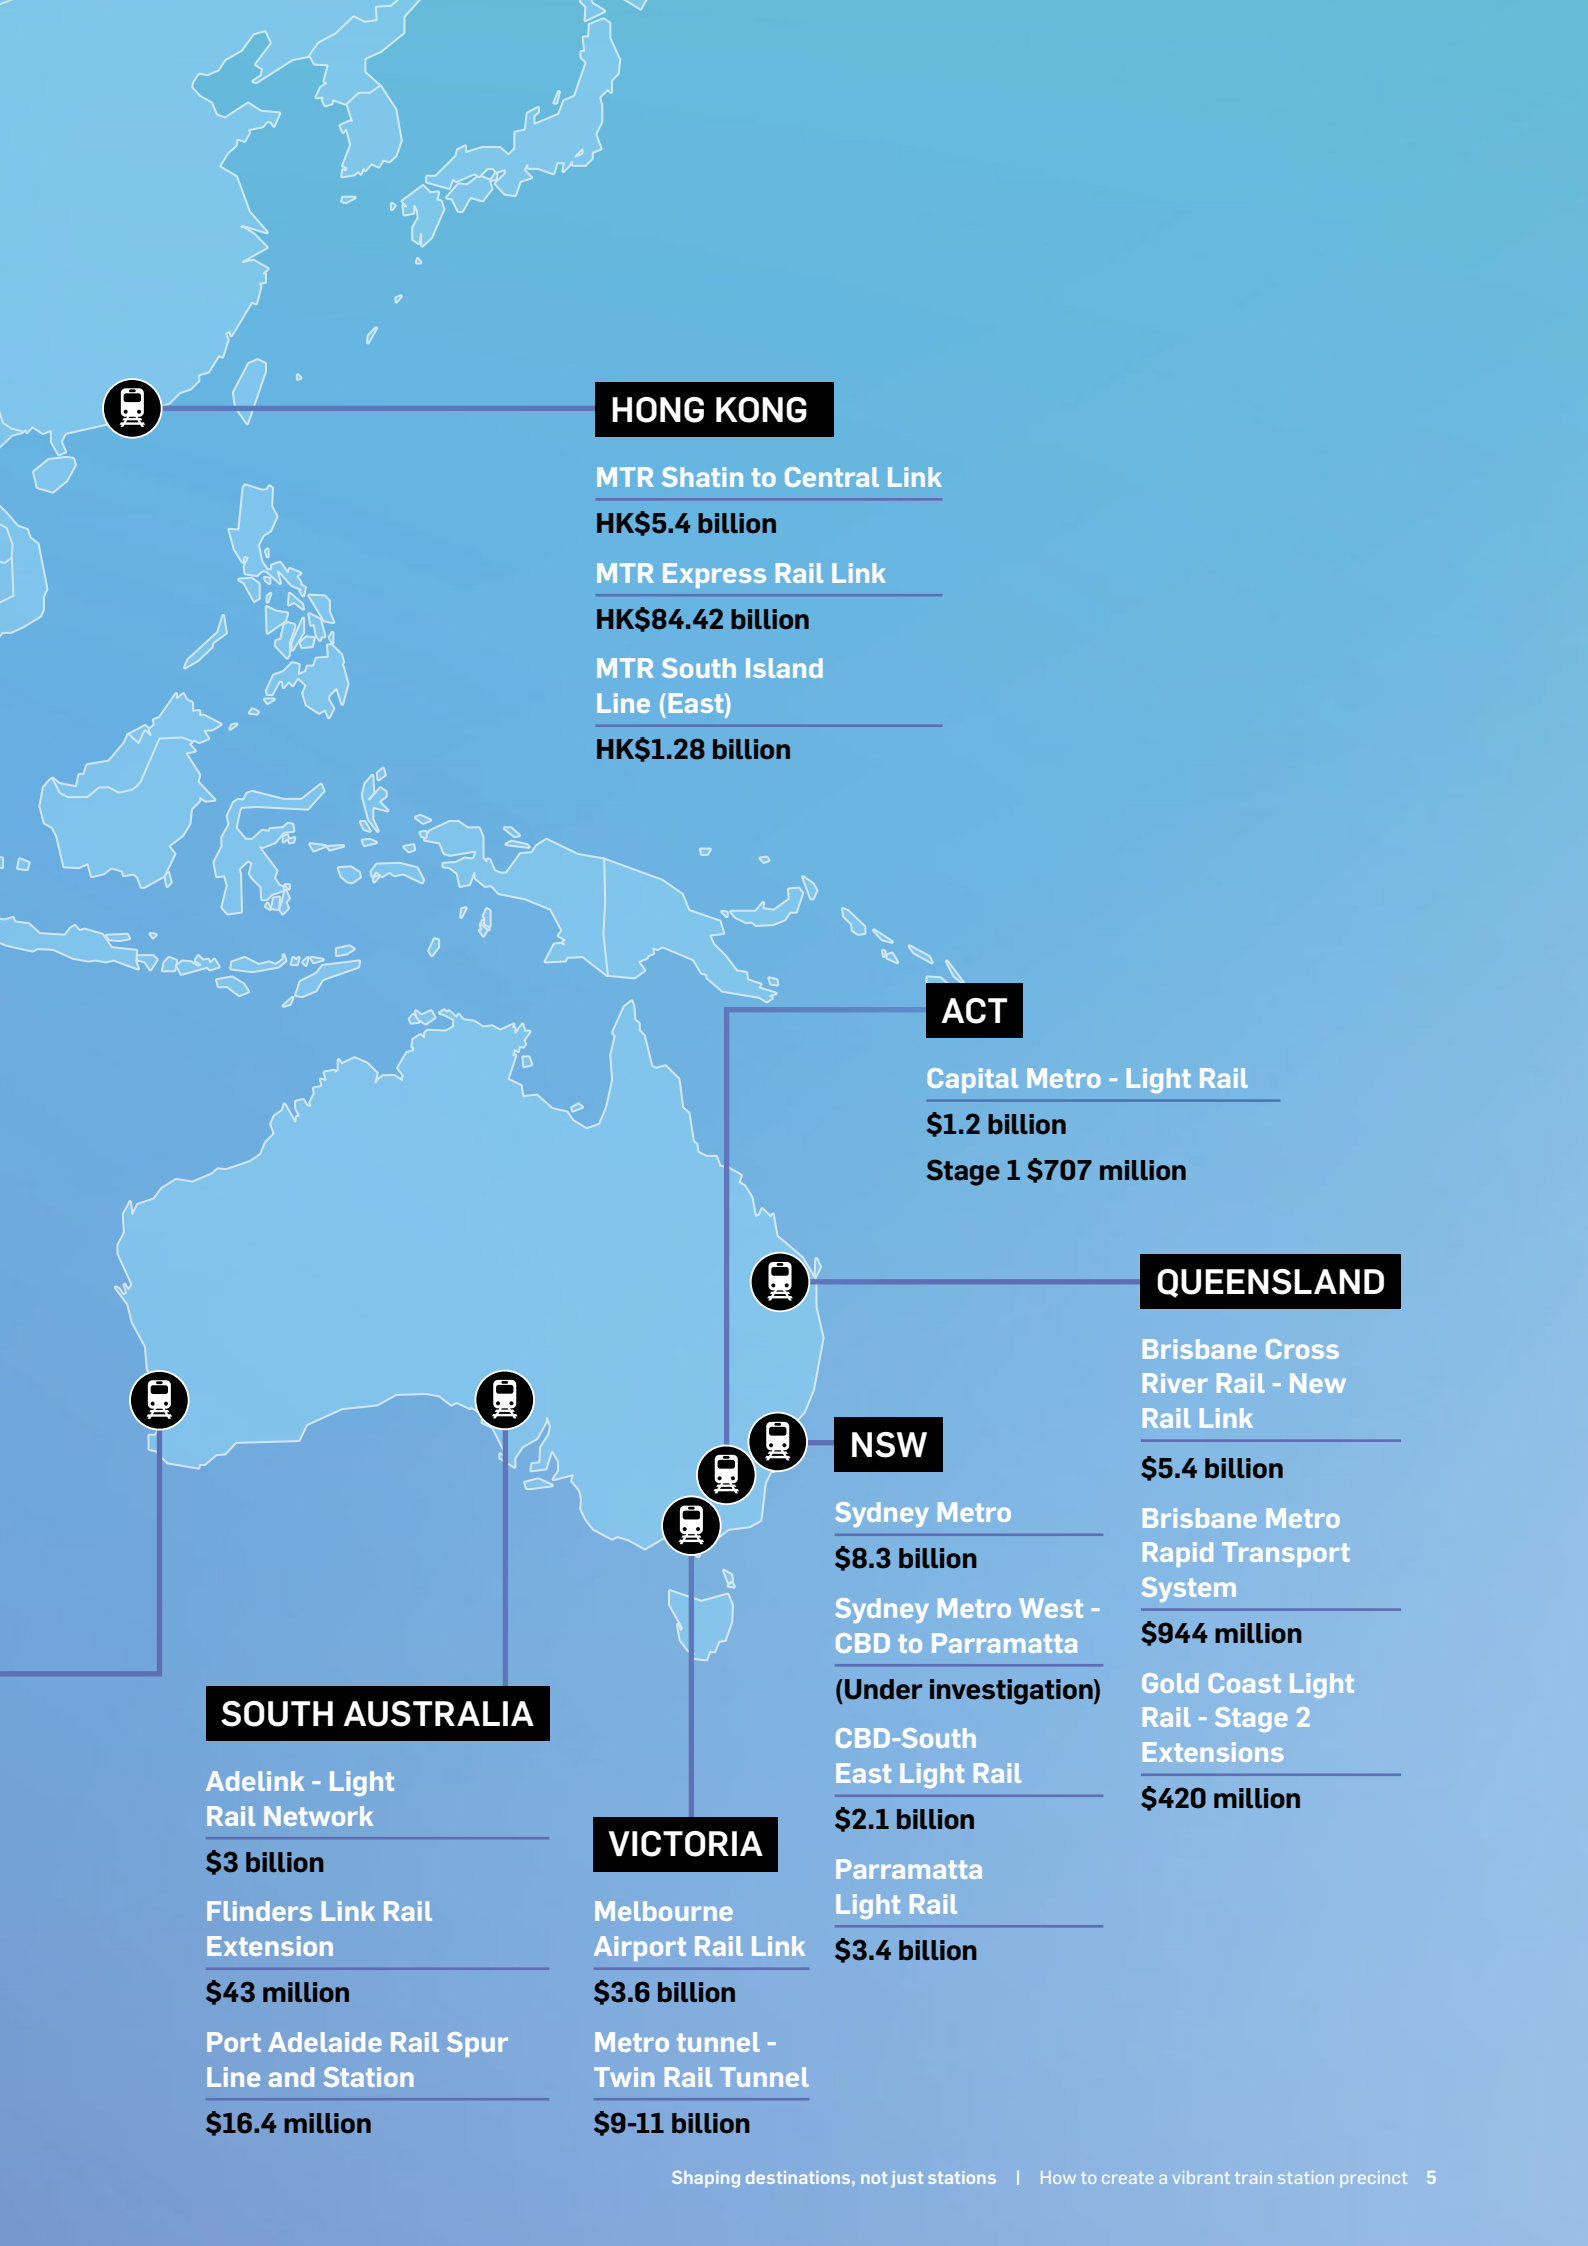 HONG KONG
MTR Shatin to Central Link
HK$5.4 billion
MTR Express Rail Link
HK$84.42 billion
MTR South Island
Line (East)
HK$1.28 billion
ACT
Capital Metro - Light Rail
$1.2 billion
Stage 1 $707 million
QUEENSLAND
Brisbane Cross
River Rail - New
Rail Link
$5.4 billion
Brisbane Metro
Rapid Transport
System
$944 million
Gold Coast Light
Rail - Stage 2
Extensions
$420 million
NSW
Sydney Metro
$8.3 billion
Sydney Metro West -
CBD to Parramatta
(Under investigation)
CBD-South
East Light Rail
$2.1 billion
Parramatta
Light Rail
$3.4 billion
SOUTH AUSTRALIA
Adelink - Light
Rail Network
$3 billion
Flinders Link Rail
Extension
$43 million
Port Adelaide Rail Spur
Line and Station
$16.4 million
VICTORIA
Melbourne
Airport Rail Link
$3.6 billion
Metro tunnel -
Twin Rail Tunnel
$9-11 billion
Shaping destinations, not just stations | How to create a vibrant train station precinct 5